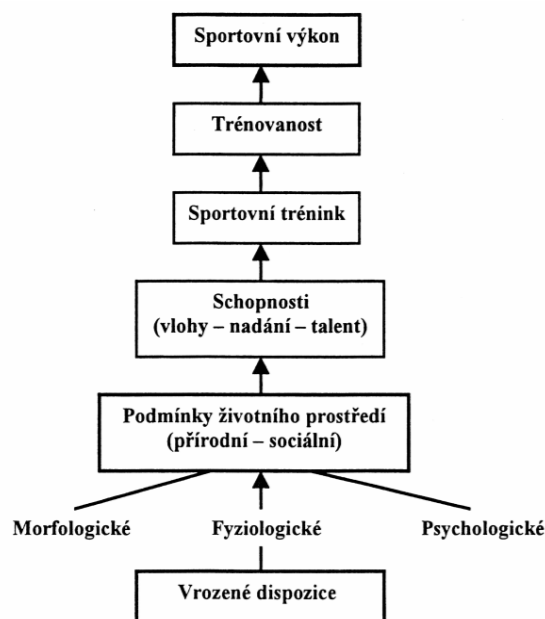 Sportovní výkon
Trénovanost
Sportovní trénink
Schopnosti
(vlohy – nadání – talent)
Podmínky životního prostředí
(přírodní – sociální)
Morfologické Fyziologické Psychologické
Vrozené dispozice